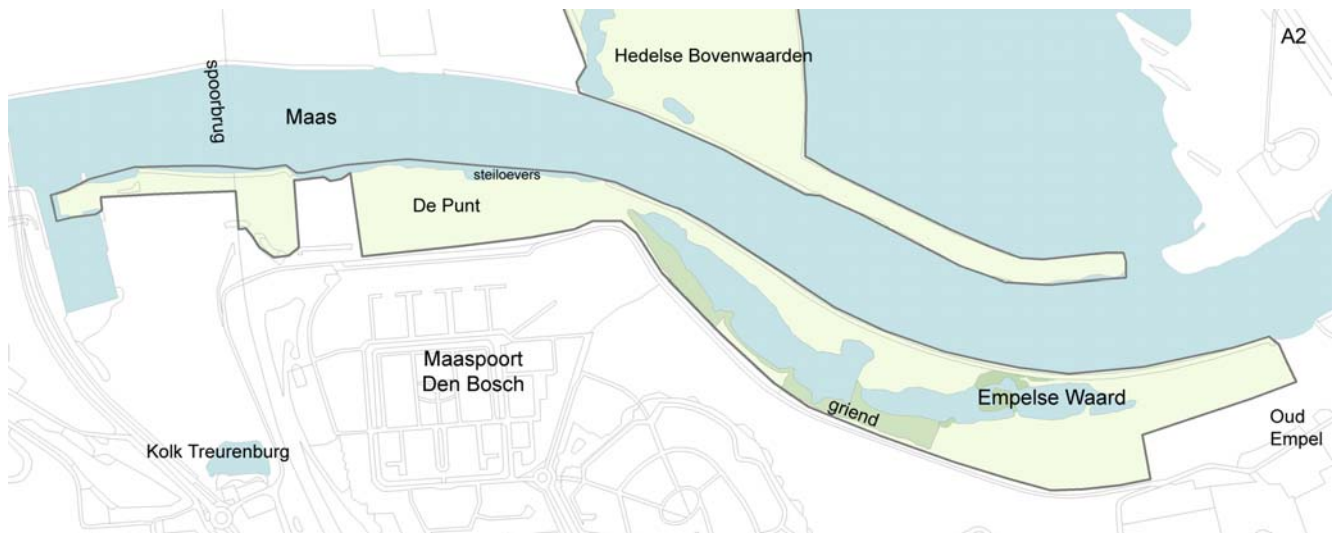 A2
Hedelse Bovenwaarden
spoorbrug
Maas
steiloevers
De Punt
Maaspoort
Den Bosch
Empelse Waard
griend
Oud
Empel
Kolk Treurenburg